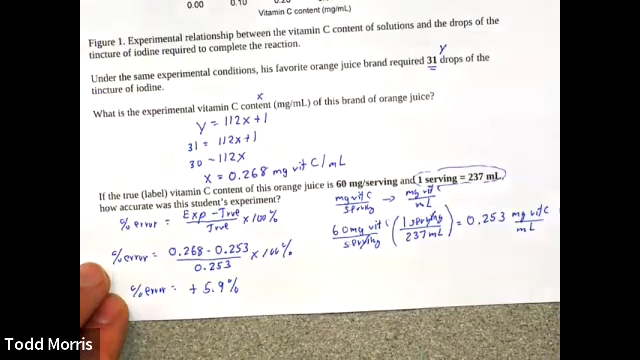 0.00 0.10 0.20
Vitamin C content (mg/mL)
Figure 1. Experimental relationship between the vitamin C content of solutions and the drops of the
tincture of iodine required to complete the reaction.
y
Under the same experimental conditions, his favorite orange juice brand required 31 drops of the
tincture of iodine.
x
What is the experimental vitamin C content (mg/mL) of this brand of orange juice?
y = 112x + 1
31 = 112x + 1
30 = 112x
x = 0.268 mg vit C/mL
If the true (label) vitamin C content of this orange juice is 60 mg/serving and 1 serving = 237 mL,
how accurate was this student's experiment?
mg vit C / serving → mg vit C / mL
% error = Exp - True / True × 100%
60 mg vit C / serving ( 1 serving / 237 mL ) = 0.253 mg vit C / mL
% error = 0.268 - 0.253 / 0.253 × 100%
% error = + 5.9%
Todd Morris